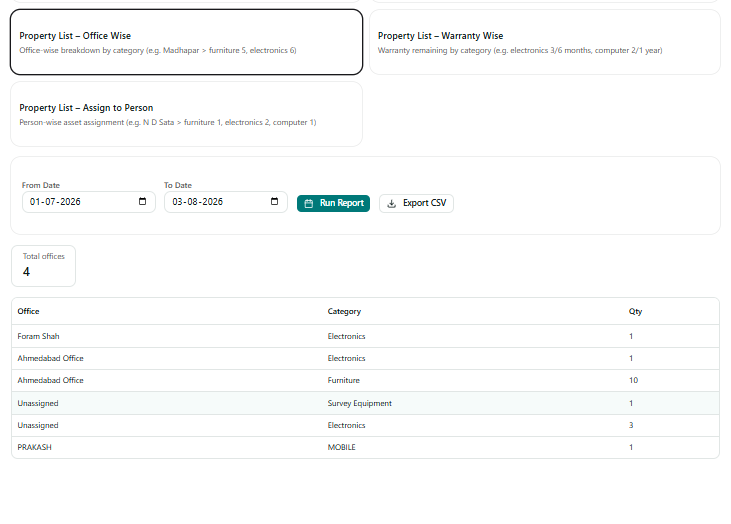 Property List – Office Wise
Office-wise breakdown by category (e.g. Madhapar > furniture 5, electronics 6)
Property List – Warranty Wise
Warranty remaining by category (e.g. electronics 3/6 months, computer 2/1 year)
Property List – Assign to Person
Person-wise asset assignment (e.g. N D Sata > furniture 1, electronics 2, computer 1)
From Date To Date
01-07-2026 03-08-2026 Run Report Export CSV
Total offices
4
Office Category Qty
Foram Shah Electronics 1
Ahmedabad Office Electronics 1
Ahmedabad Office Furniture 10
Unassigned Survey Equipment 1
Unassigned Electronics 3
PRAKASH MOBILE 1